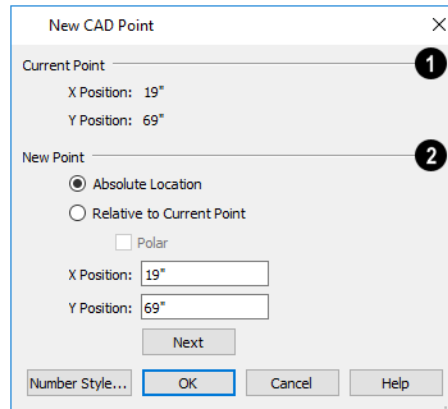 New CAD Point
Current Point 1
X Position: 19"
Y Position: 69"
New Point 2
Absolute Location
Relative to Current Point
Polar
X Position: 19"
Y Position: 69"
Next
Number Style... OK Cancel Help